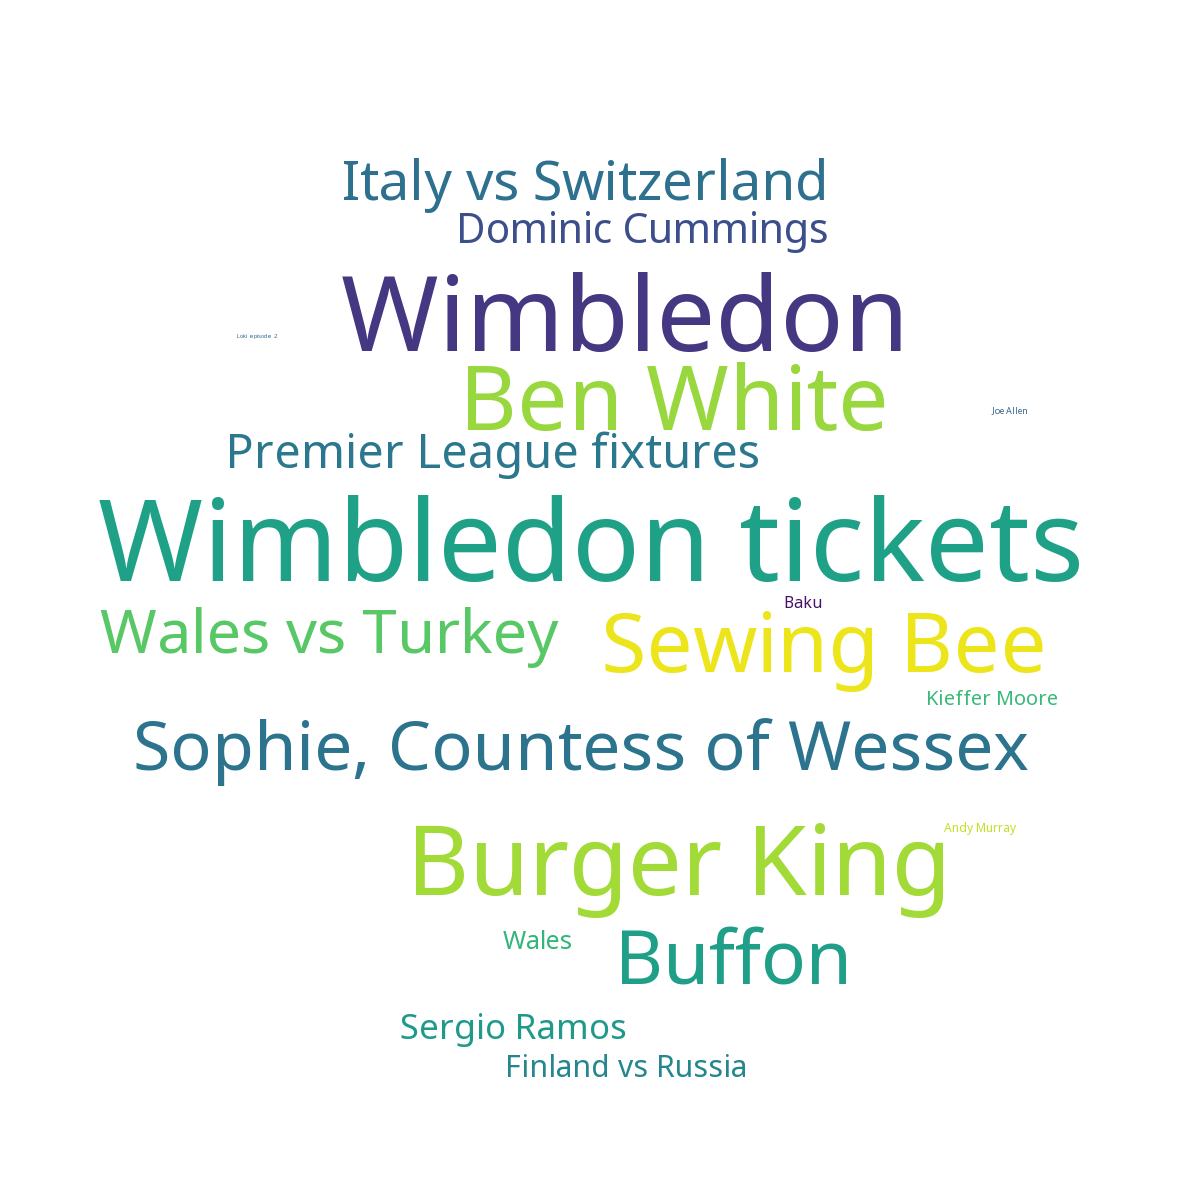 Italy vs Switzerland
Dominic Cummings
Wimbledon
Loki episode 2
Ben White
Joe Allen
Premier League fixtures
Wimbledon tickets
Baku
Wales vs Turkey
Sewing Bee
Kieffer Moore
Sophie, Countess of Wessex
Andy Murray
Burger King
Wales
Buffon
Sergio Ramos
Finland vs Russia